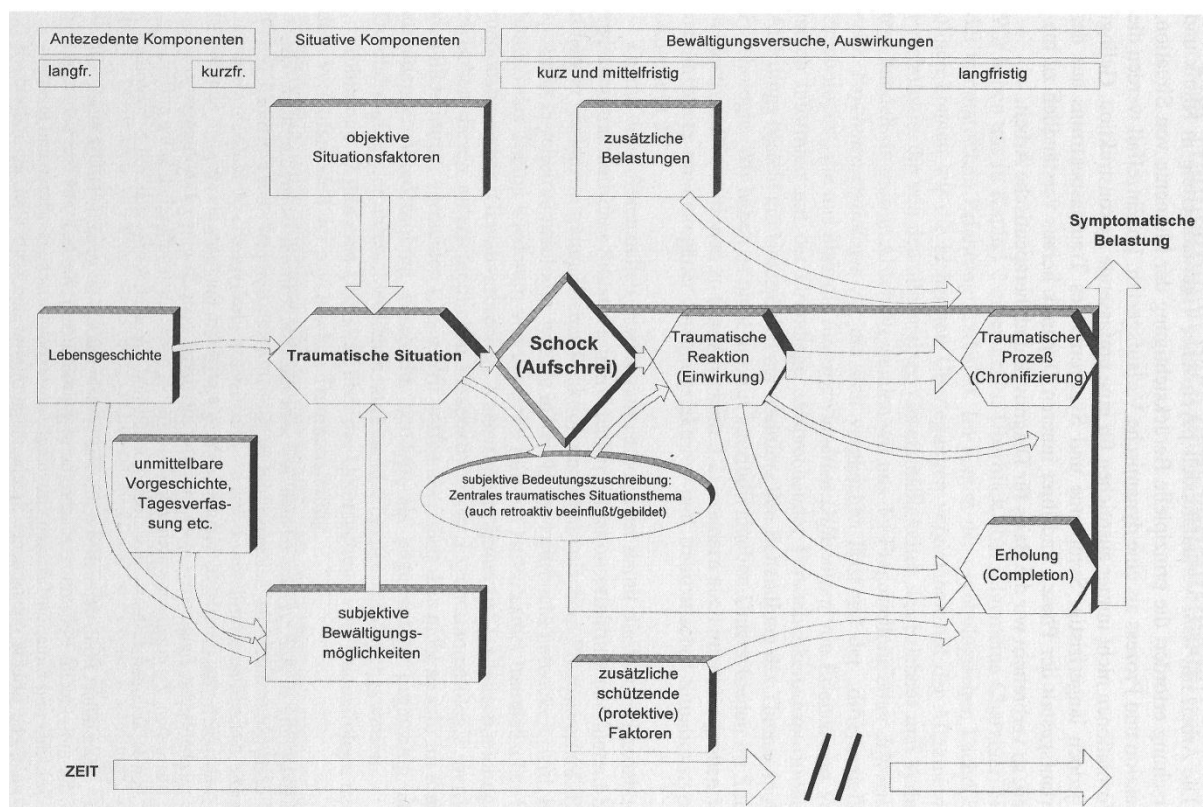 Antezedente Komponenten
Situative Komponenten
Bewältigungsversuche, Auswirkungen
langfr.
kurzfr.
kurz und mittelfristig
langfristig
objektive
Situationsfaktoren
zusätzliche
Belastungen
Symptomatische
Belastung
Lebensgeschichte
Traumatische Situation
Schock
(Aufschrei)
Traumatische
Reaktion
(Einwirkung)
Traumatischer
Prozeß
(Chronifizierung)
unmittelbare
Vorgeschichte,
Tagesverfas-
sung etc.
subjektive Bedeutungszuschreibung:
Zentrales traumatisches Situationsthema
(auch retroaktiv beeinflußt/gebildet)
Erholung
(Completion)
subjektive
Bewältigungs-
möglichkeiten
zusätzliche
schützende
(protektive)
Faktoren
ZEIT